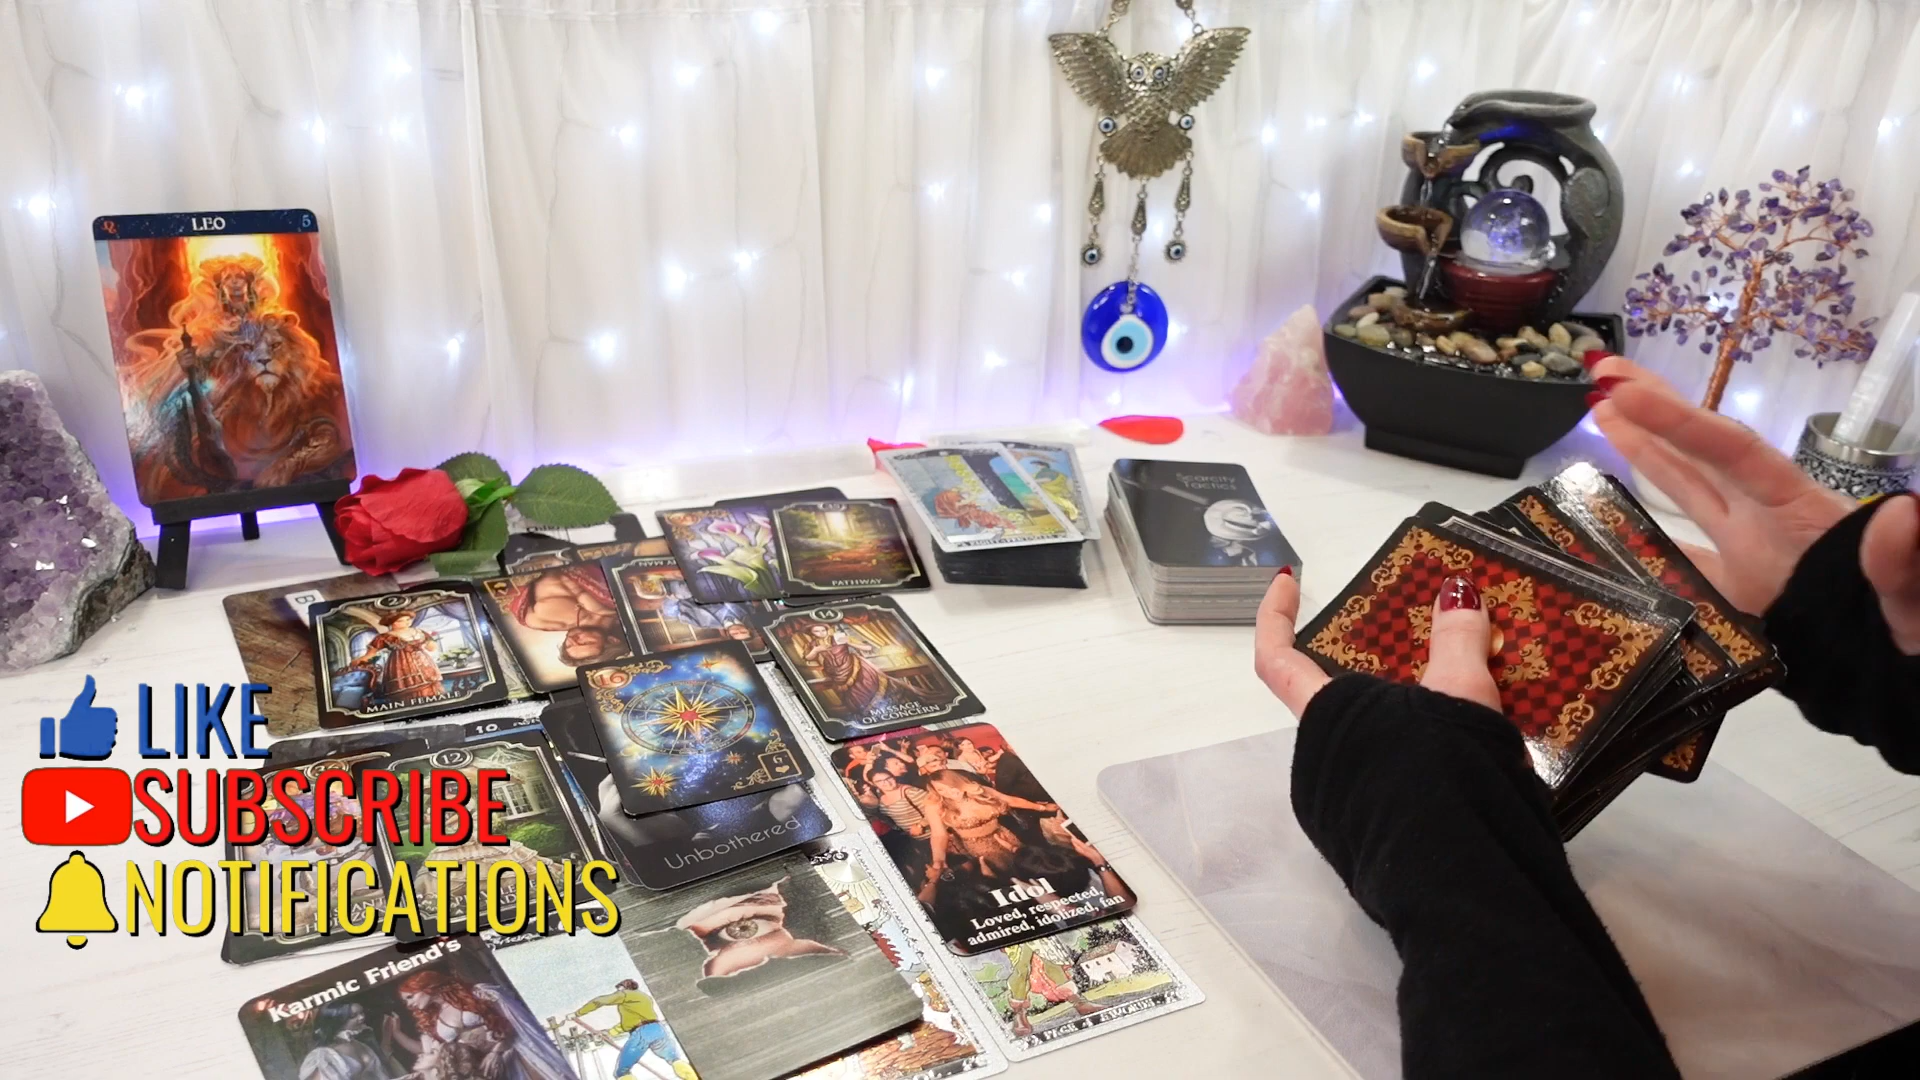 LEO
5
Scarcity
Tactics
PATHWAY
2
MAIN FEMALE
14
MESSAGE
OF CONCERN
16
6
10
12
Unbothered
Idol
Loved, respected,
admired, idolized, fan
Karmic Friend's
PAGE of SWORDS.
LIKE
SUBSCRIBE
NOTIFICATIONS